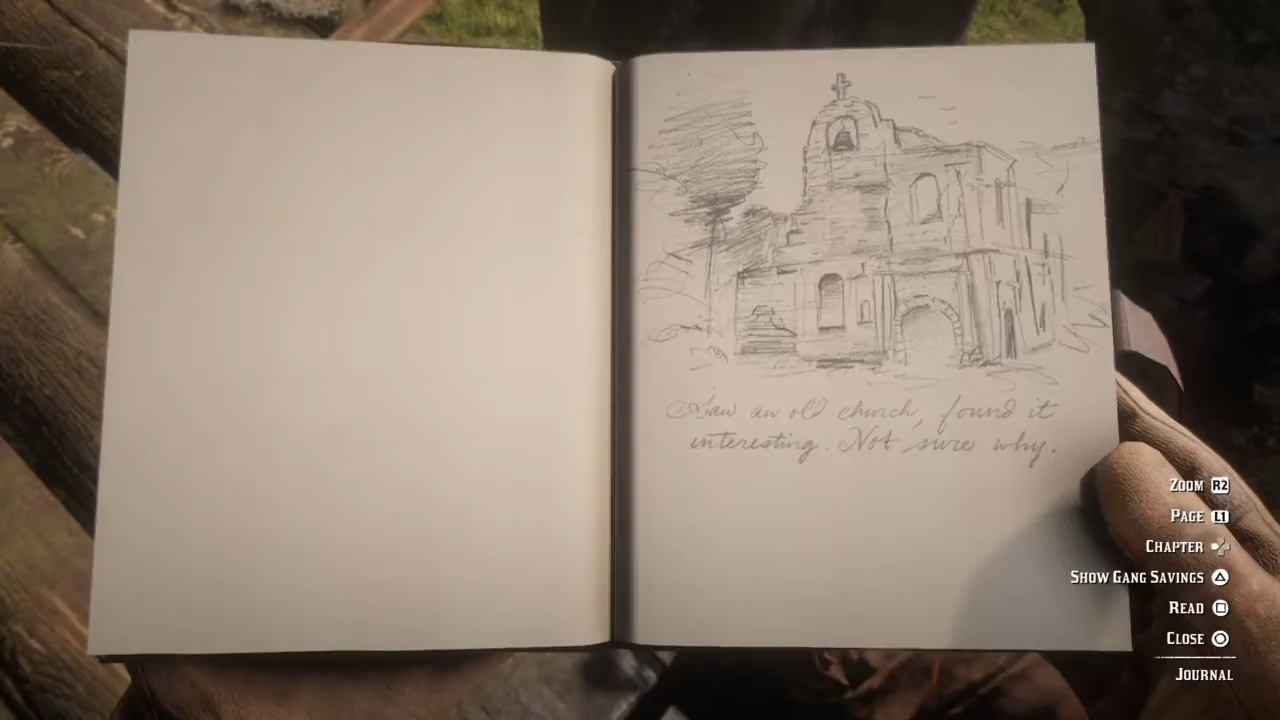 Saw an old church, found it
interesting. Not sure why.
ZOOM R2
PAGE L1
CHAPTER
SHOW GANG SAVINGS
READ
CLOSE
JOURNAL